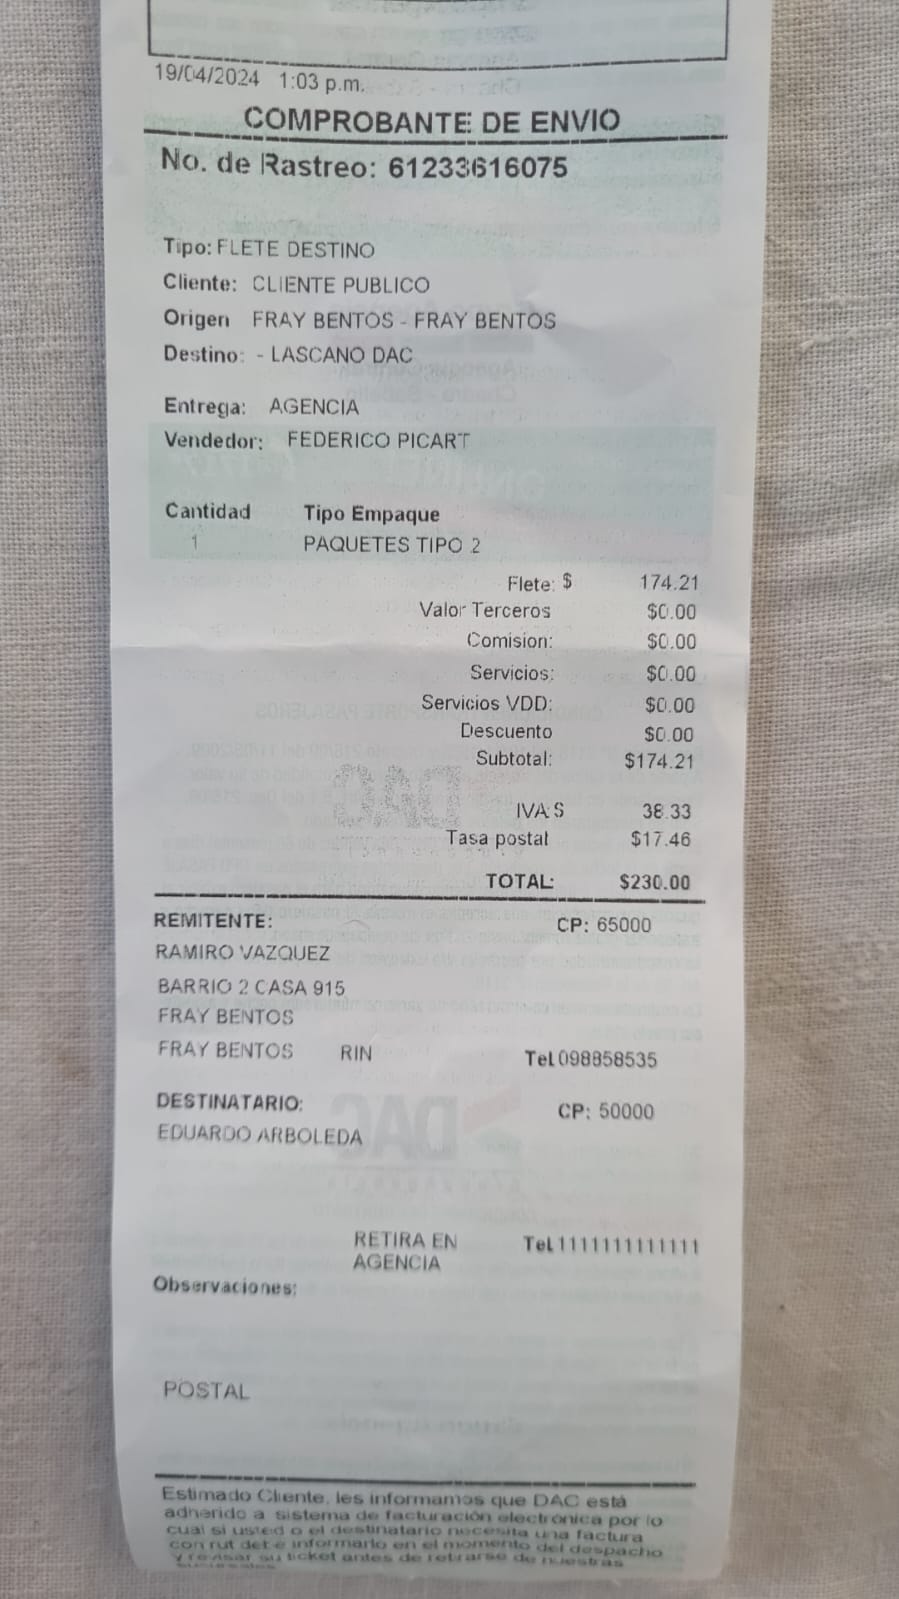 19/04/2024 1:03 p.m.
COMPROBANTE DE ENVIO
No. de Rastreo: 61233616075
Tipo: FLETE DESTINO
Cliente: CLIENTE PUBLICO
Origen FRAY BENTOS - FRAY BENTOS
Destino: - LASCANO DAC
Entrega: AGENCIA
Vendedor: FEDERICO PICART
Cantidad Tipo Empaque
1 PAQUETES TIPO 2
Flete: $ 174.21
Valor Terceros $0.00
Comision: $0.00
Servicios: $0.00
Servicios VDD: $0.00
Descuento $0.00
Subtotal: $174.21
IVA:$ 38.33
Tasa postal $17.46
TOTAL: $230.00
REMITENTE: CP: 65000
RAMIRO VAZQUEZ
BARRIO 2 CASA 915
FRAY BENTOS
FRAY BENTOS RIN Tel.098858535
DESTINATARIO: CP: 50000
EDUARDO ARBOLEDA
RETIRA EN Tel.1111111111111
AGENCIA
Observaciones:
POSTAL
Estimado Cliente, les informamos que DAC está
adherido a sistema de facturación electrónica por lo
cual si usted o el destinatario necesita una factura
con rut debe informarlo en el momento del despacho
y revisar su ticket antes de retirarse de nuestras